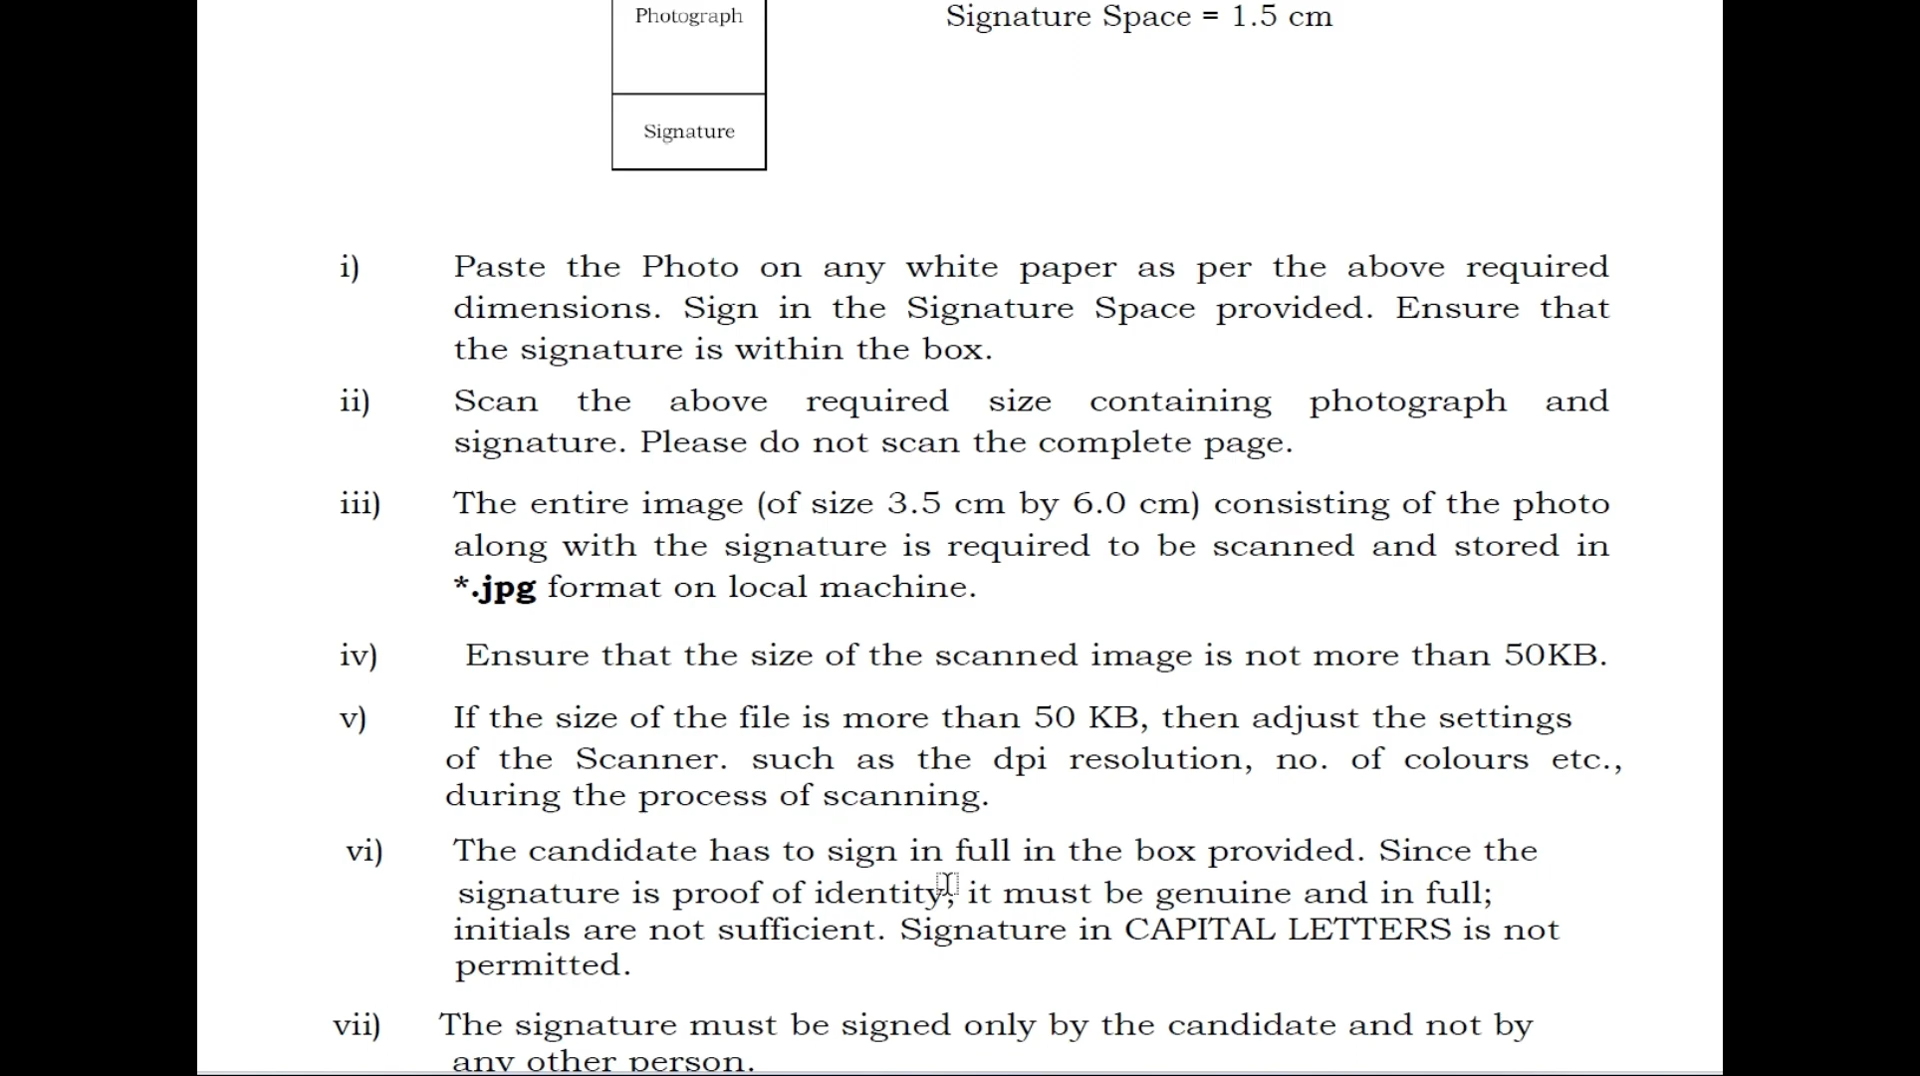 Photograph
Signature Space = 1.5 cm
Signature
i) Paste the Photo on any white paper as per the above required
dimensions. Sign in the Signature Space provided. Ensure that
the signature is within the box.
ii) Scan the above required size containing photograph and
signature. Please do not scan the complete page.
iii) The entire image (of size 3.5 cm by 6.0 cm) consisting of the photo
along with the signature is required to be scanned and stored in
*.jpg format on local machine.
iv) Ensure that the size of the scanned image is not more than 50KB.
v) If the size of the file is more than 50 KB, then adjust the settings
of the Scanner. such as the dpi resolution, no. of colours etc.,
during the process of scanning.
vi) The candidate has to sign in full in the box provided. Since the
signature is proof of identity, it must be genuine and in full;
initials are not sufficient. Signature in CAPITAL LETTERS is not
permitted.
vii) The signature must be signed only by the candidate and not by
any other person.